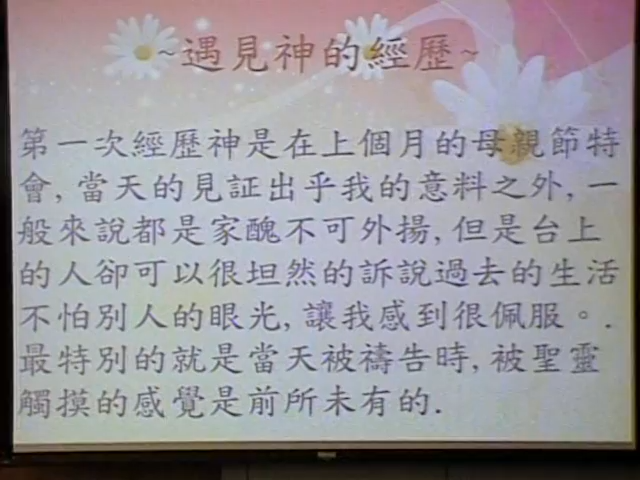 ~遇見神的經歷~
第一次經歷神是在上個月的母親節特
會, 當天的見証出乎我的意料之外, 一
般來說都是家醜不可外揚, 但是台上
的人卻可以很坦然的訴說過去的生活
不怕別人的眼光, 讓我感到很佩服。.
最特別的就是當天被禱告時, 被聖靈
觸摸的感覺是前所未有的.